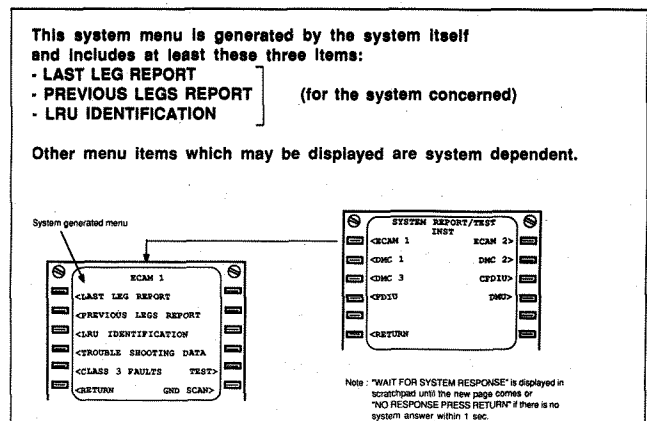 This system menu is generated by the system itself
and includes at least these three items:
- LAST LEG REPORT
- PREVIOUS LEGS REPORT (for the system concerned)
- LRU IDENTIFICATION
Other menu items which may be displayed are system dependent.
System generated menu
ECAM 1
<LAST LEG REPORT
<PREVIOUS LEGS REPORT
<LRU IDENTIFICATION
<TROUBLE SHOOTING DATA
<CLASS 3 FAULTS TEST>
<RETURN GND SCAN>
SYSTEM REPORT/TEST
INST
<ECAM 1 ECAM 2>
<DMC 1 DMC 2>
<DMC 3 CFDIU>
<FDIU DMU>
<RETURN
Note : "WAIT FOR SYSTEM RESPONSE" is displayed in
scratchpad until the new page comes or
"NO RESPONSE PRESS RETURN" if there is no
system answer within 1 sec.